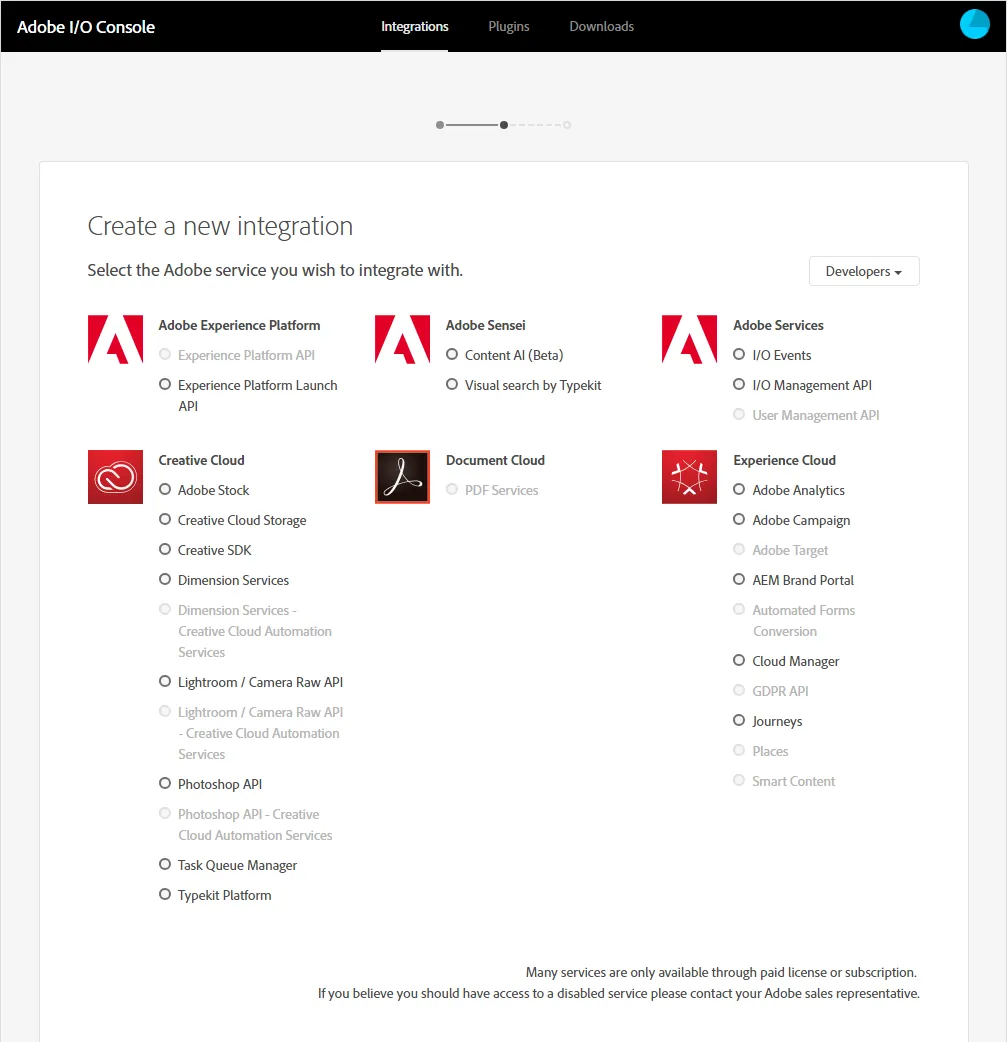 Adobe I/O Console
Integrations
Plugins
Downloads
Create a new integration
Select the Adobe service you wish to integrate with.
Developers
Adobe Experience Platform
Experience Platform API
Experience Platform Launch
API
Adobe Sensei
Content AI (Beta)
Visual search by Typekit
Adobe Services
I/O Events
I/O Management API
User Management API
Creative Cloud
Adobe Stock
Creative Cloud Storage
Creative SDK
Dimension Services
Dimension Services -
Creative Cloud Automation
Services
Lightroom / Camera Raw API
Lightroom / Camera Raw API
- Creative Cloud Automation
Services
Photoshop API
Photoshop API - Creative
Cloud Automation Services
Task Queue Manager
Typekit Platform
Document Cloud
PDF Services
Experience Cloud
Adobe Analytics
Adobe Campaign
Adobe Target
AEM Brand Portal
Automated Forms
Conversion
Cloud Manager
GDPR API
Journeys
Places
Smart Content
Many services are only available through paid license or subscription.
If you believe you should have access to a disabled service please contact your Adobe sales representative.